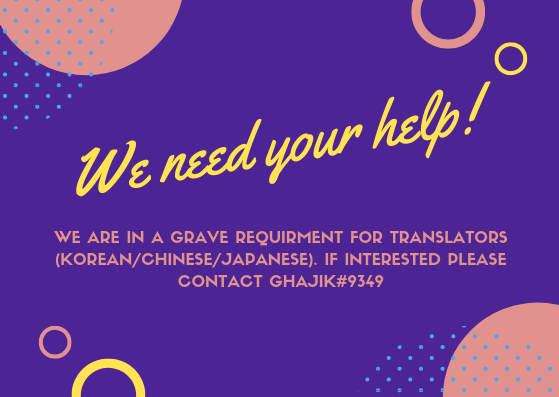 We need your help!
WE ARE IN A GRAVE REQUIRMENT FOR TRANSLATORS
(KOREAN/CHINESE/JAPANESE). IF INTERESTED PLEASE
CONTACT GHAJIK#9349